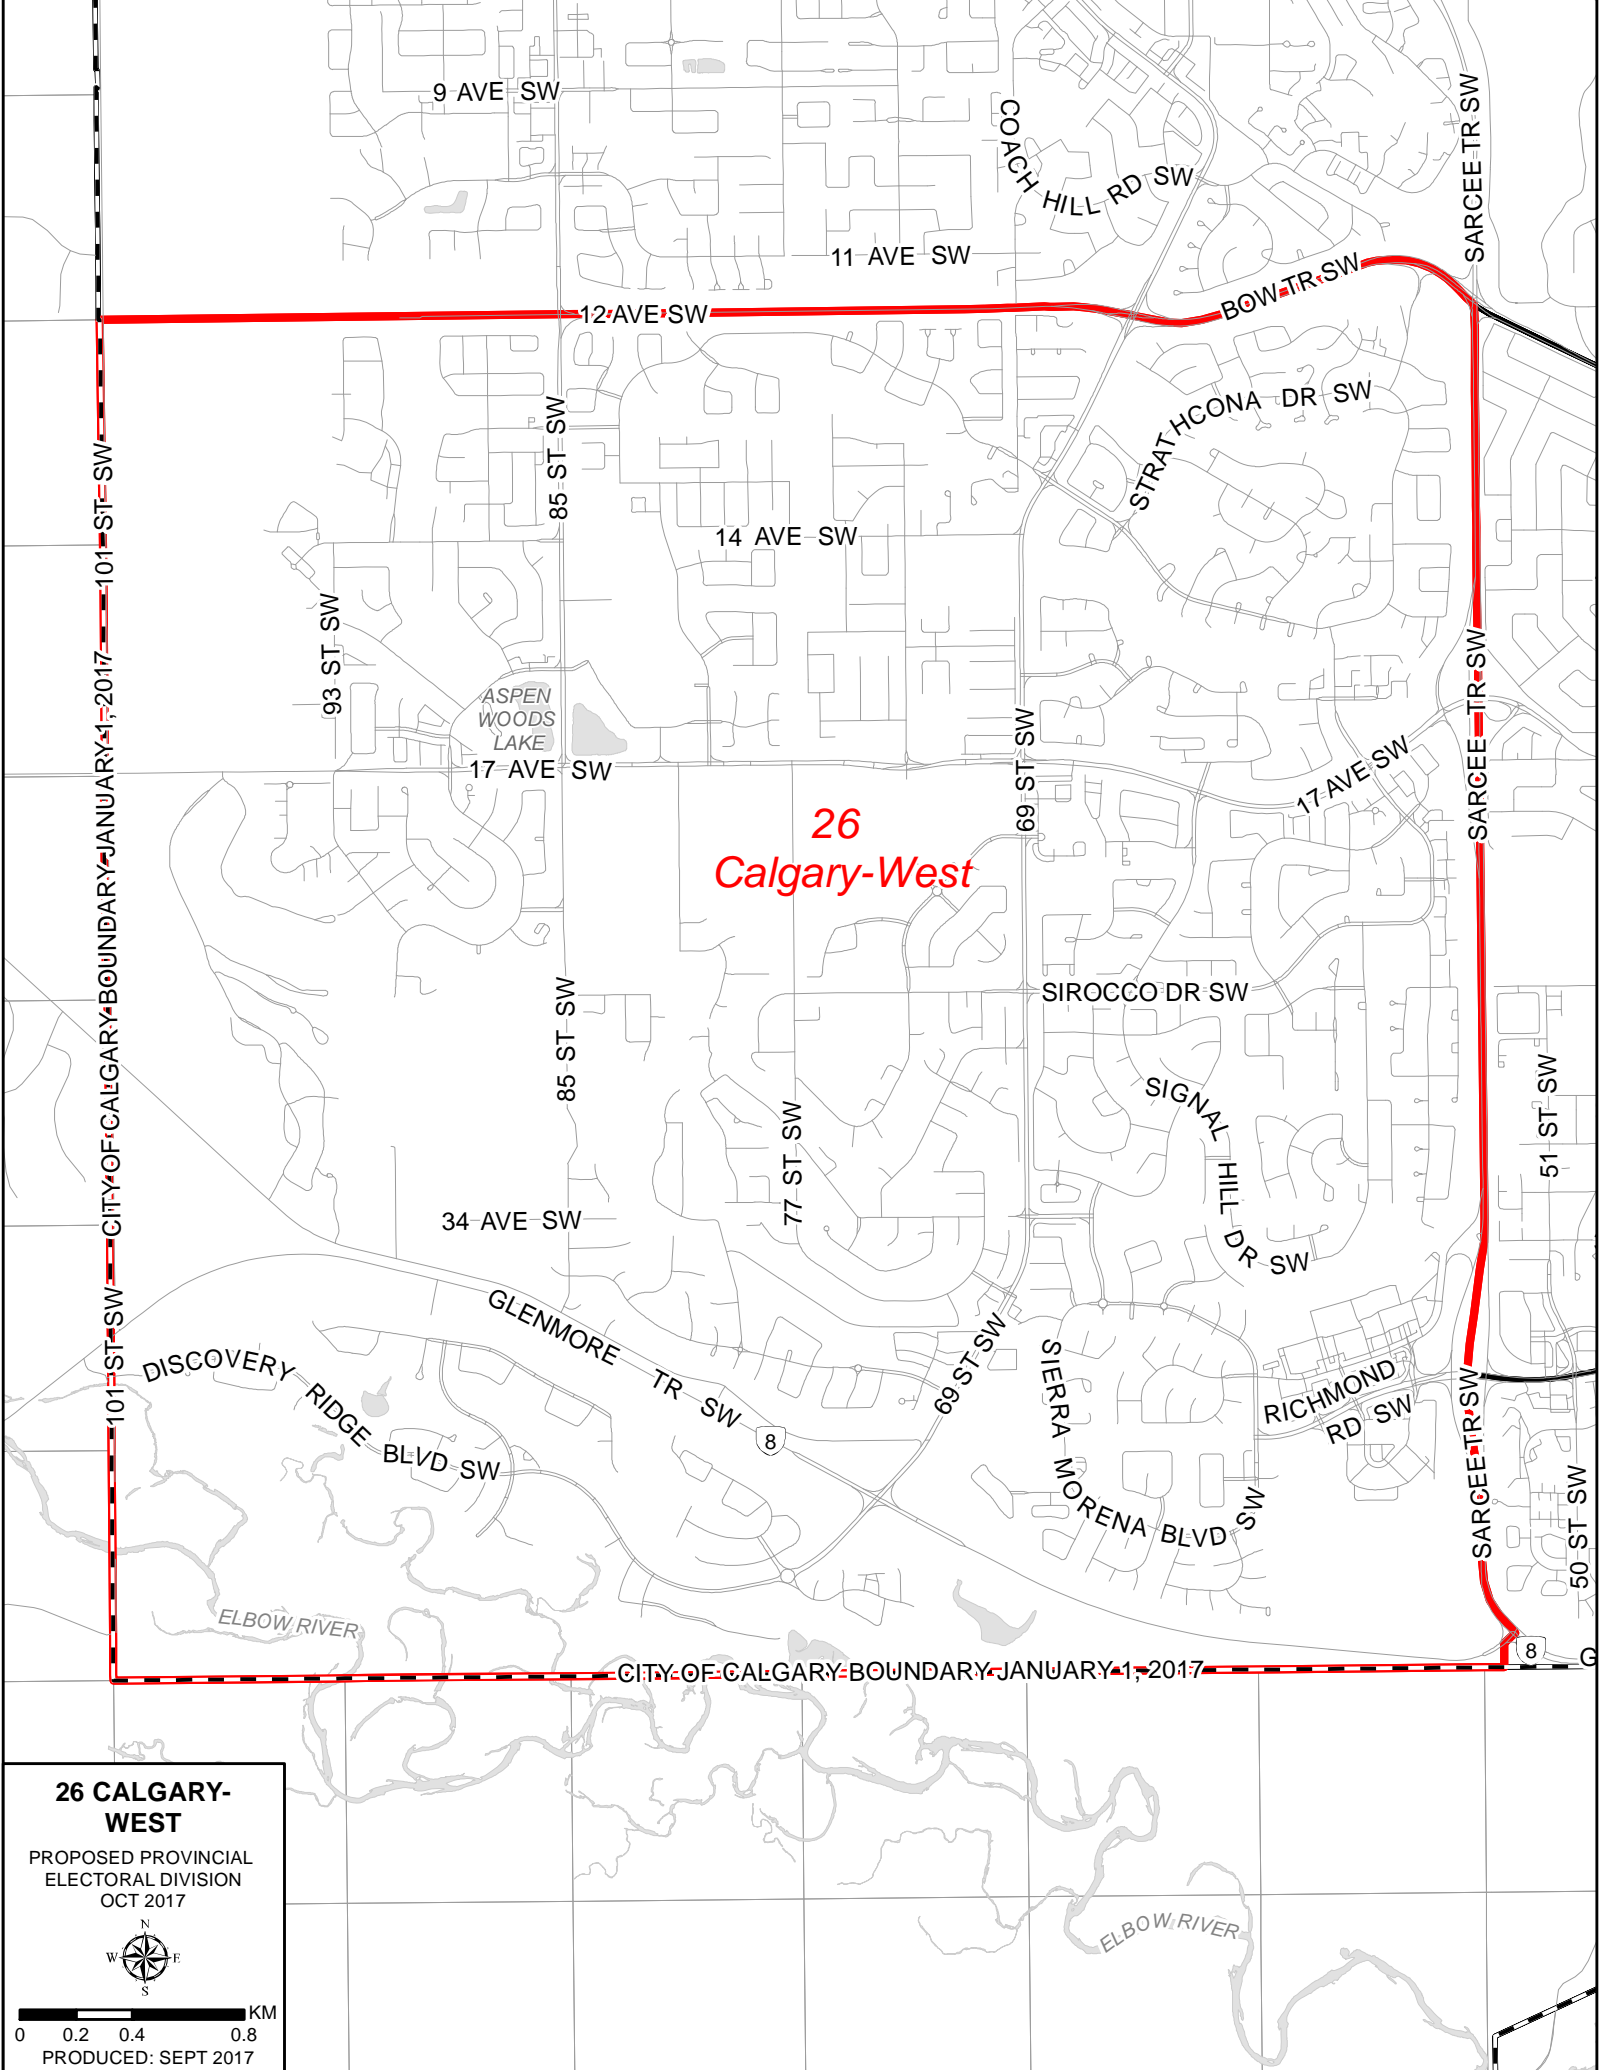 9 AVE SW
COACH HILL RD SW
SARCEE TR SW
11 AVE SW
BOW TR SW
12 AVE SW
STRATHCONA DR SW
85 ST SW
101 ST SW
14 AVE SW
93 ST SW
SARCEE TR SW
ASPEN
WOODS
LAKE
69 ST SW
17 AVE SW
17 AVE SW
26
Calgary-West
CITY OF CALGARY BOUNDARY JANUARY 1, 2017
SIROCCO DR SW
85 ST SW
51 ST SW
SIGNAL HILL DR SW
77 ST SW
34 AVE SW
GLENMORE TR SW
101 ST SW
DISCOVERY RIDGE BLVD SW
69 ST SW
SIERRA MORENA BLVD SW
RICHMOND
RD SW
SARCEE TR SW
8
50 ST SW
ELBOW RIVER
8
G
CITY OF CALGARY BOUNDARY JANUARY 1, 2017
ELBOW RIVER
26 CALGARY-
WEST
PROPOSED PROVINCIAL
ELECTORAL DIVISION
OCT 2017
N
W E
S
KM
0 0.2 0.4 0.8
PRODUCED: SEPT 2017